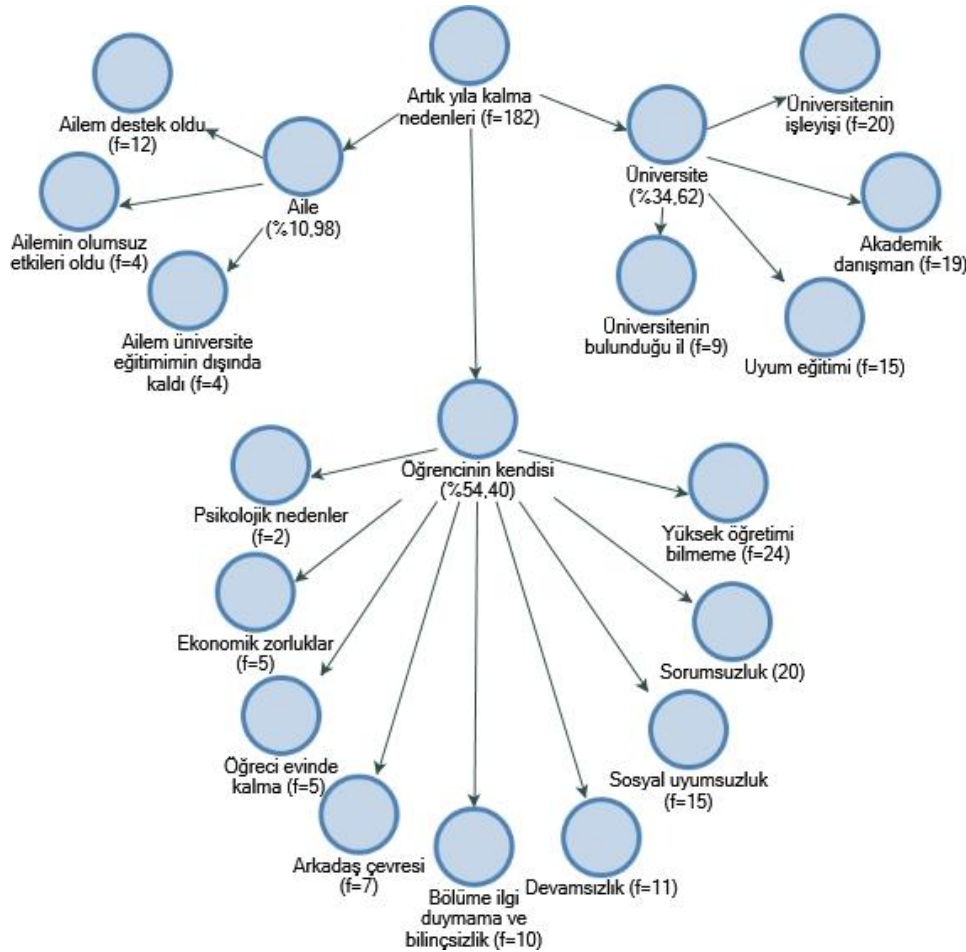 Artık yıla kalma
nedenleri (f=182)
Aile
(%10,98)
Ailem destek oldu
(f=12)
Ailemin olumsuz
etkileri oldu (f=4)
Ailem üniversite
eğitimimin dışında
kaldı (f=4)
Üniversite
(%34,62)
Üniversitenin
işleyişi (f=20)
Akademik
danışman (f=19)
Uyum eğitimi (f=15)
Üniversitenin
bulunduğu il (f=9)
Öğrencinin kendisi
(%54,40)
Psikolojik nedenler
(f=2)
Ekonomik zorluklar
(f=5)
Öğreci evinde
kalma (f=5)
Arkadaş çevresi
(f=7)
Bölüme ilgi
duymama ve
bilinçsizlik (f=10)
Devamsızlık (f=11)
Sosyal uyumsuzluk
(f=15)
Sorumsuzluk (20)
Yüksek öğretimi
bilmeme (f=24)